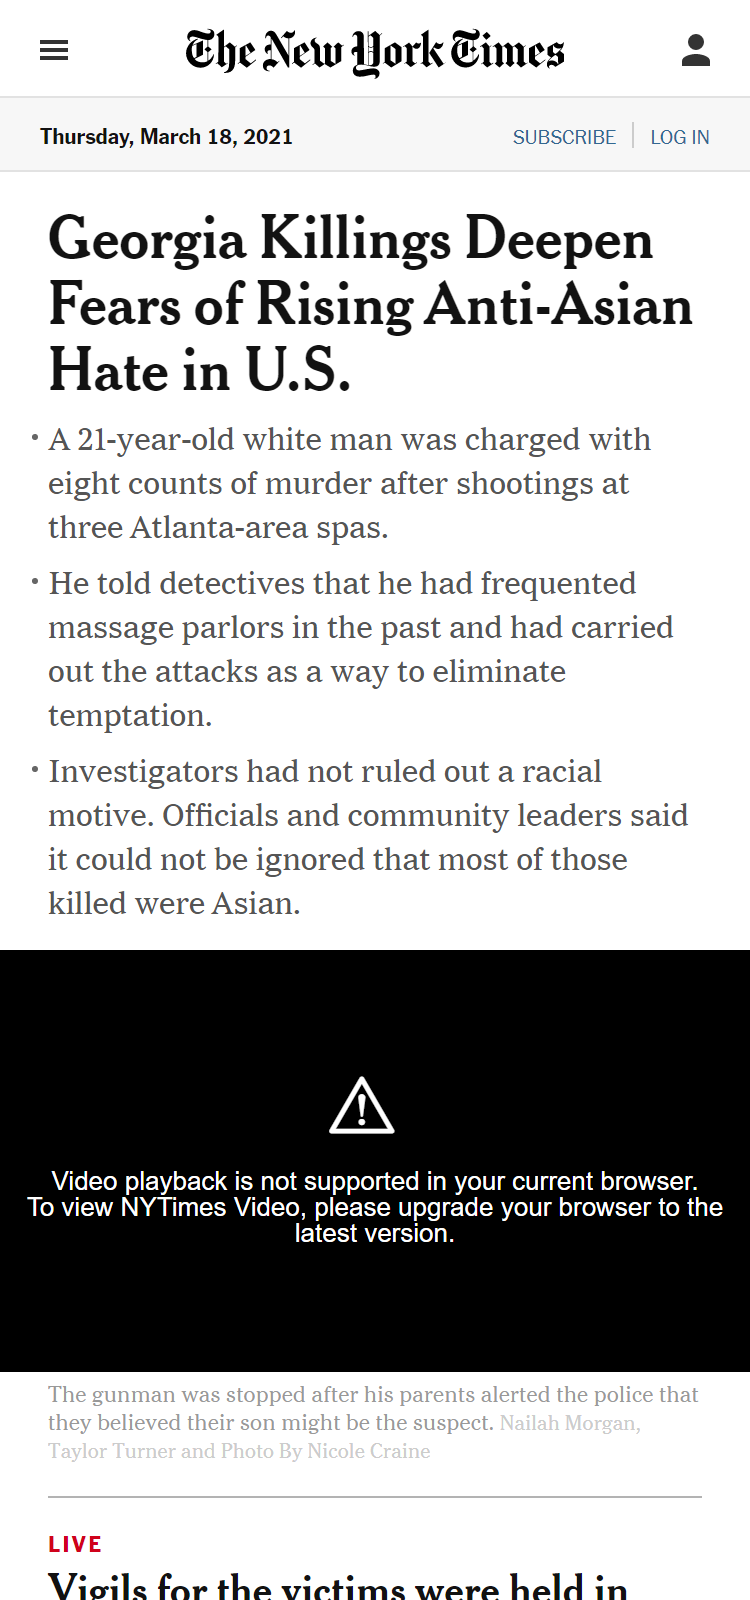 The New York Times
Thursday, March 18, 2021
SUBSCRIBE
LOG IN
Georgia Killings Deepen
Fears of Rising Anti-Asian
Hate in U.S.
• A 21-year-old white man was charged with
eight counts of murder after shootings at
three Atlanta-area spas.
• He told detectives that he had frequented
massage parlors in the past and had carried
out the attacks as a way to eliminate
temptation.
• Investigators had not ruled out a racial
motive. Officials and community leaders said
it could not be ignored that most of those
killed were Asian.
Video playback is not supported in your current browser.
To view NYTimes Video, please upgrade your browser to the
latest version.
The gunman was stopped after his parents alerted the police that
they believed their son might be the suspect. Nailah Morgan,
Taylor Turner and Photo By Nicole Craine
LIVE
Vigils for the victims were held in